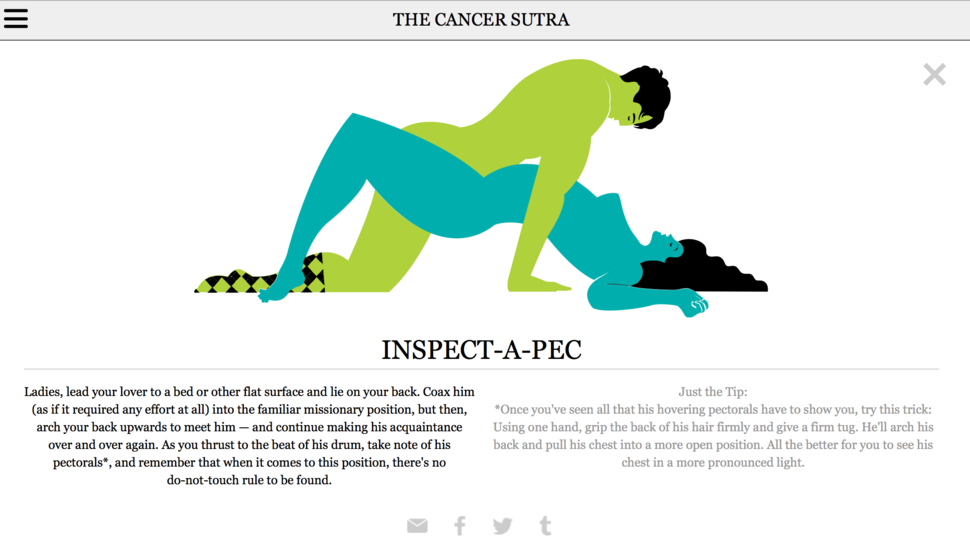 THE CANCER SUTRA
INSPECT-A-PEC
Ladies, lead your lover to a bed or other flat surface and lie on your back. Coax him
(as if it required any effort at all) into the familiar missionary position, but then,
arch your back upwards to meet him — and continue making his acquaintance
over and over again. As you thrust to the beat of his drum, take note of his
pectorals*, and remember that when it comes to this position, there's no
do-not-touch rule to be found.
Just the Tip:
*Once you've seen all that his hovering pectorals have to show you, try this trick:
Using one hand, grip the back of his hair firmly and give a firm tug. He'll arch his
back and pull his chest into a more open position. All the better for you to see his
chest in a more pronounced light.